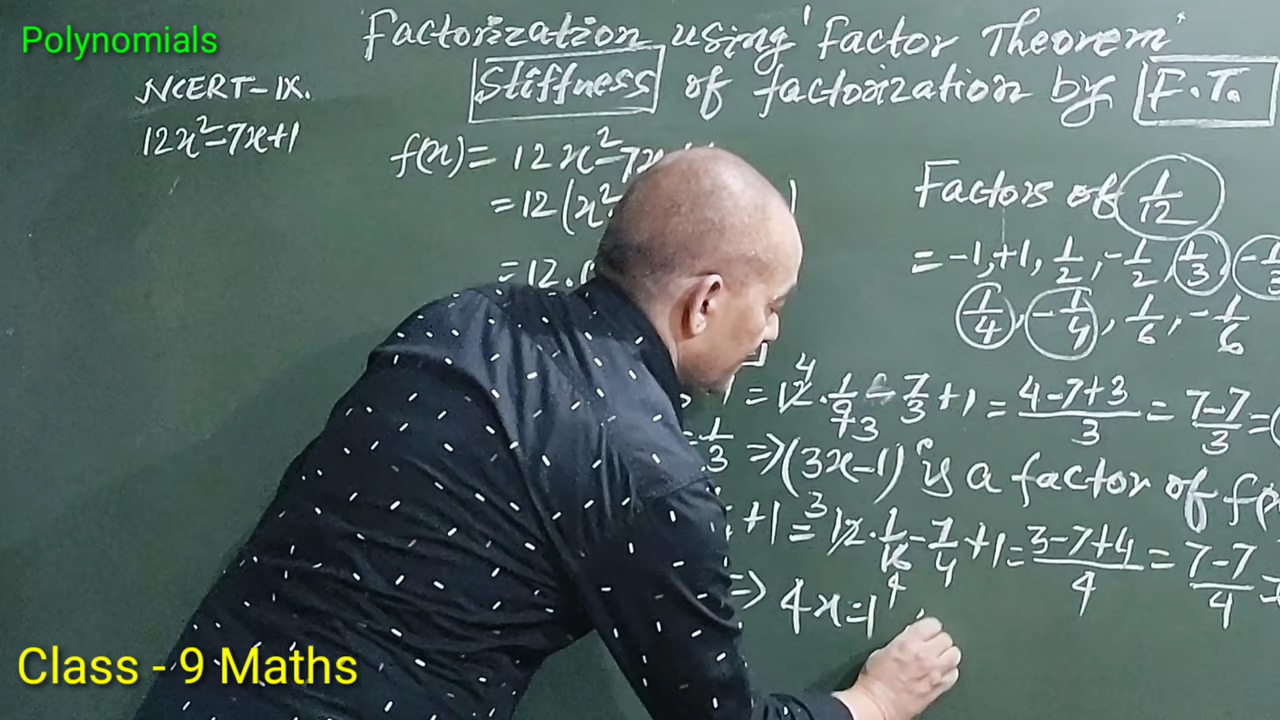 Polynomials
Factorization using 'Factor Theorem'
Stiffness of factorization by F.T.
NCERT-IX.
12x²-7x+1
f(x)= 12x²-7x
=12(x²
=12.
Factors of 1/12
=-1,+1, 1/2, -1/2, 1/3, -1/3
1/4, -1/4, 1/6, -1/6
=12.1/9-7/3+1=(4-7+3)/3=(7-7)/3=
=1/3 ⇒(3x-1) is a factor of f(
+1=12.1/16-7/4+1=(3-7+4)/4=(7-7)/4=
⇒ 4x=1
Class - 9 Maths